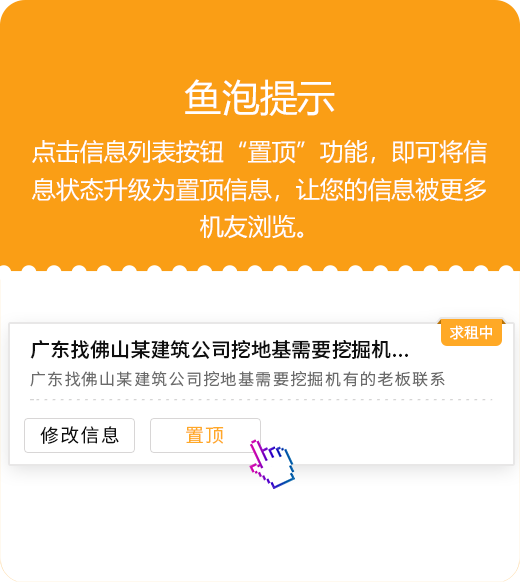 鱼泡提示
点击信息列表按钮“置顶”功能，即可将信
息状态升级为置顶信息，让您的信息被更多
机友浏览。
求租中
广东找佛山某建筑公司挖地基需要挖掘机...
广东找佛山某建筑公司挖地基需要挖掘机有的老板联系
修改信息
置顶